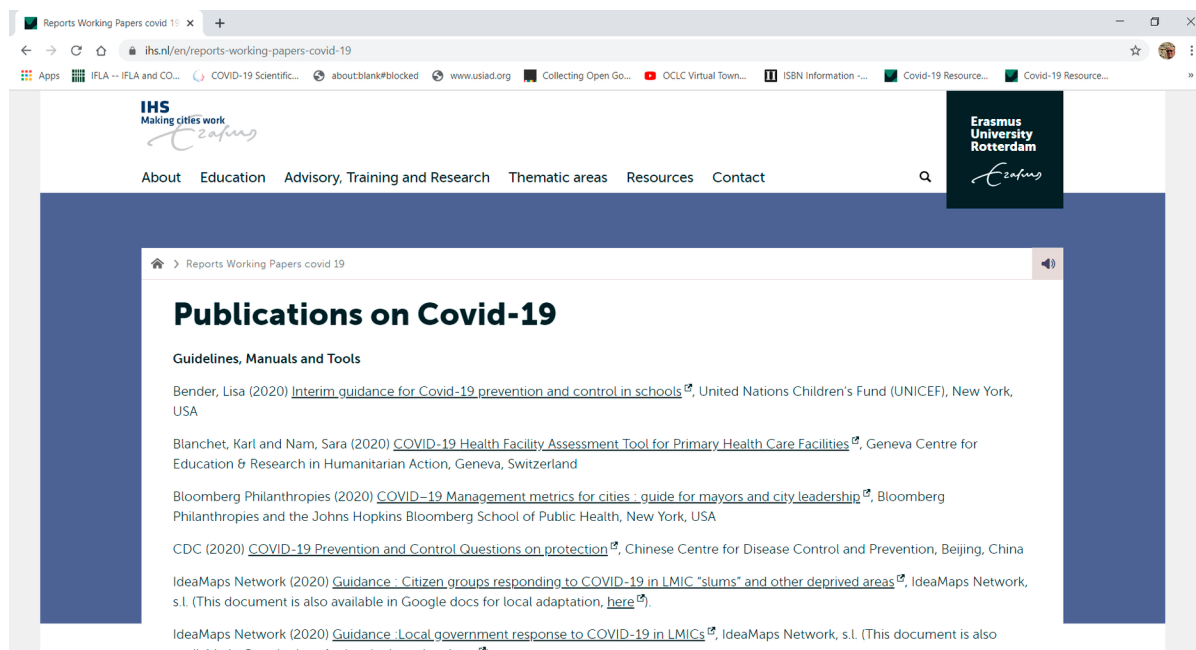 Reports Working Papers covid 19
ihs.nl/en/reports-working-papers-covid-19
Apps IFLA -- IFLA and CO... COVID-19 Scientific... about:blank#blocked www.usiad.org Collecting Open Go... OCLC Virtual Town... ISBN Information -... Covid-19 Resource... Covid-19 Resource... »
IHS
Making cities work
Erasmus
Erasmus
University
Rotterdam
Erasmus
About Education Advisory, Training and Research Thematic areas Resources Contact
Reports Working Papers covid 19
Publications on Covid-19
Guidelines, Manuals and Tools
Bender, Lisa (2020) Interim guidance for Covid-19 prevention and control in schools, United Nations Children's Fund (UNICEF), New York,
USA
Blanchet, Karl and Nam, Sara (2020) COVID-19 Health Facility Assessment Tool for Primary Health Care Facilities, Geneva Centre for
Education & Research in Humanitarian Action, Geneva, Switzerland
Bloomberg Philanthropies (2020) COVID–19 Management metrics for cities : guide for mayors and city leadership, Bloomberg
Philanthropies and the Johns Hopkins Bloomberg School of Public Health, New York, USA
CDC (2020) COVID-19 Prevention and Control Questions on protection, Chinese Centre for Disease Control and Prevention, Beijing, China
IdeaMaps Network (2020) Guidance : Citizen groups responding to COVID-19 in LMIC "slums" and other deprived areas, IdeaMaps Network,
s.l. (This document is also available in Google docs for local adaptation, here).
IdeaMaps Network (2020) Guidance :Local government response to COVID-19 in LMICs, IdeaMaps Network, s.l. (This document is also